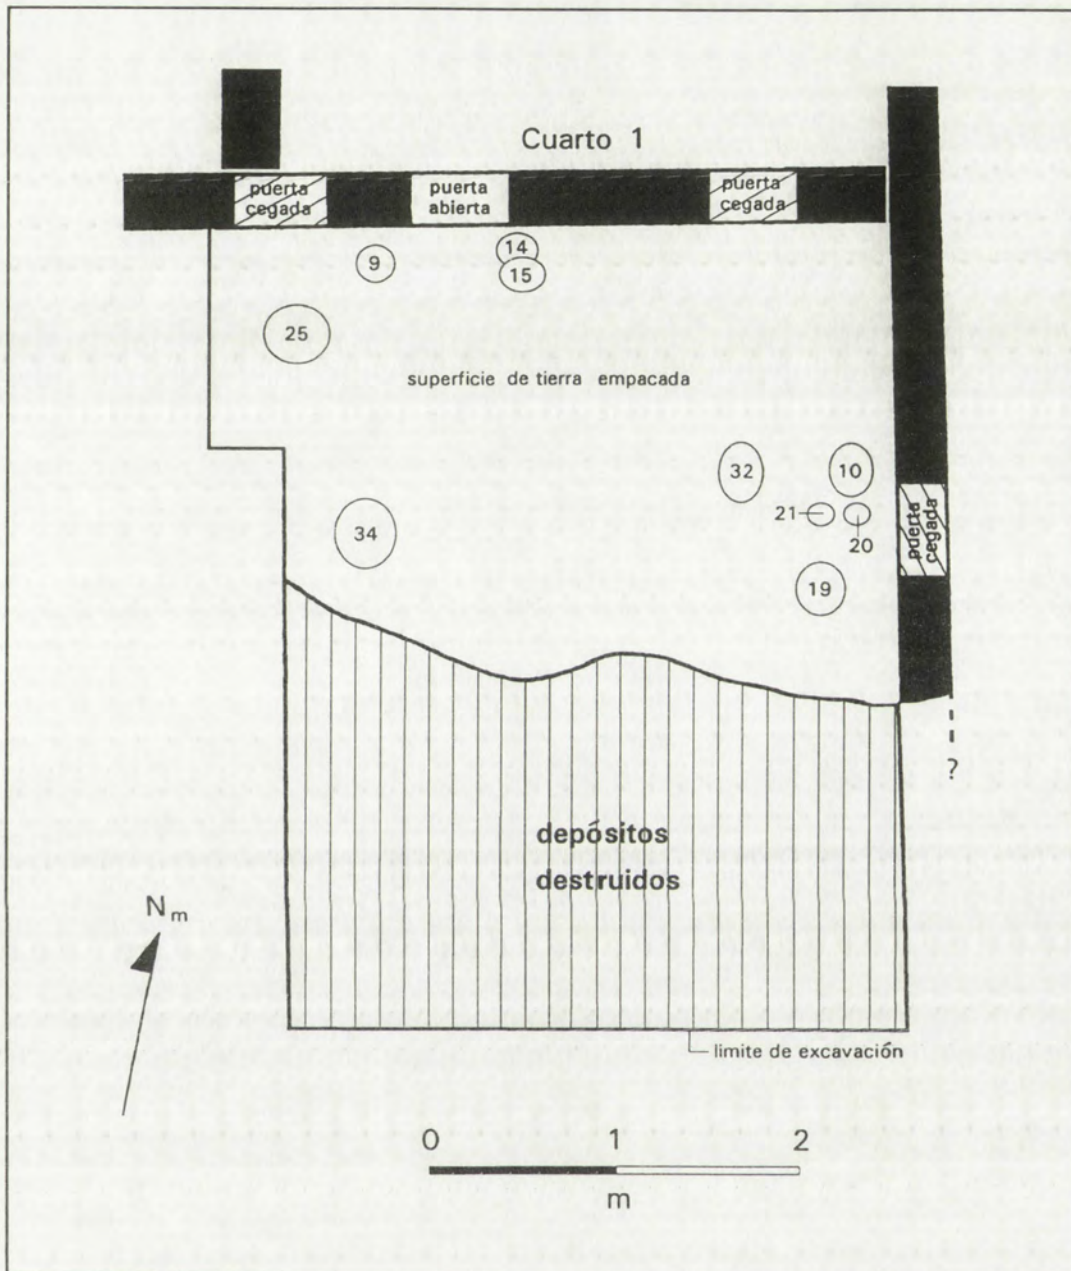 Cuarto 1
puerta
cegada
puerta
abierta
puerta
cegada
9
14
15
25
superficie de tierra empacada
32
10
21
20
puerta
cegada
34
19
?
depósitos
destruidos
Nm
limite de excavación
0 1 2
m